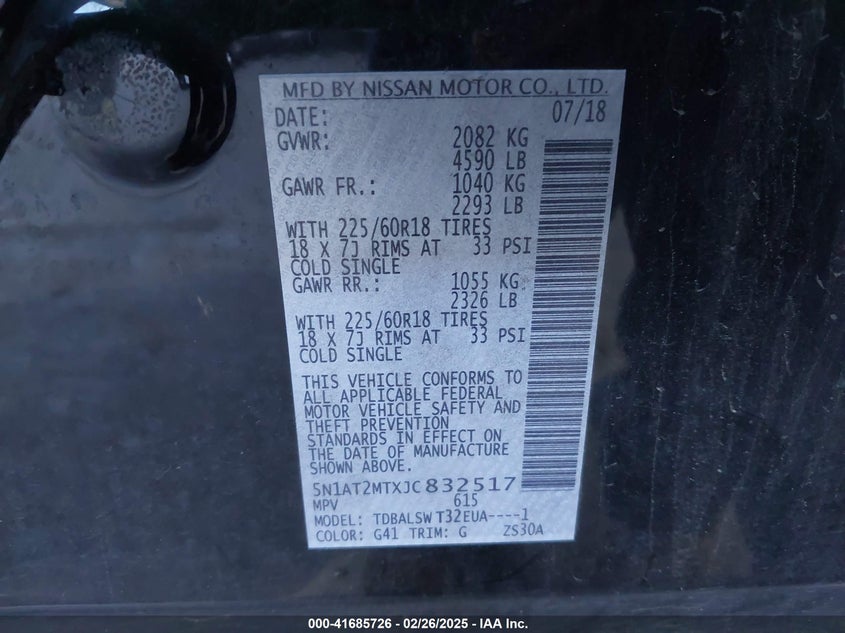 MFD BY NISSAN MOTOR CO., LTD.
DATE: 07/18
GVWR: 2082 KG
4590 LB
GAWR FR.: 1040 KG
2293 LB
WITH 225/60R18 TIRES
18 X 7J RIMS AT 33 PSI
COLD SINGLE
GAWR RR.: 1055 KG
2326 LB
WITH 225/60R18 TIRES
18 X 7J RIMS AT 33 PSI
COLD SINGLE
THIS VEHICLE CONFORMS TO
ALL APPLICABLE FEDERAL
MOTOR VEHICLE SAFETY AND
THEFT PREVENTION
STANDARDS IN EFFECT ON
THE DATE OF MANUFACTURE
SHOWN ABOVE.
5N1AT2MTXJC832517
MPV 615
MODEL: TDBALSW T32EUA----1
COLOR: G41 TRIM: G ZS30A
000-41685726 - 02/26/2025 - IAA Inc.